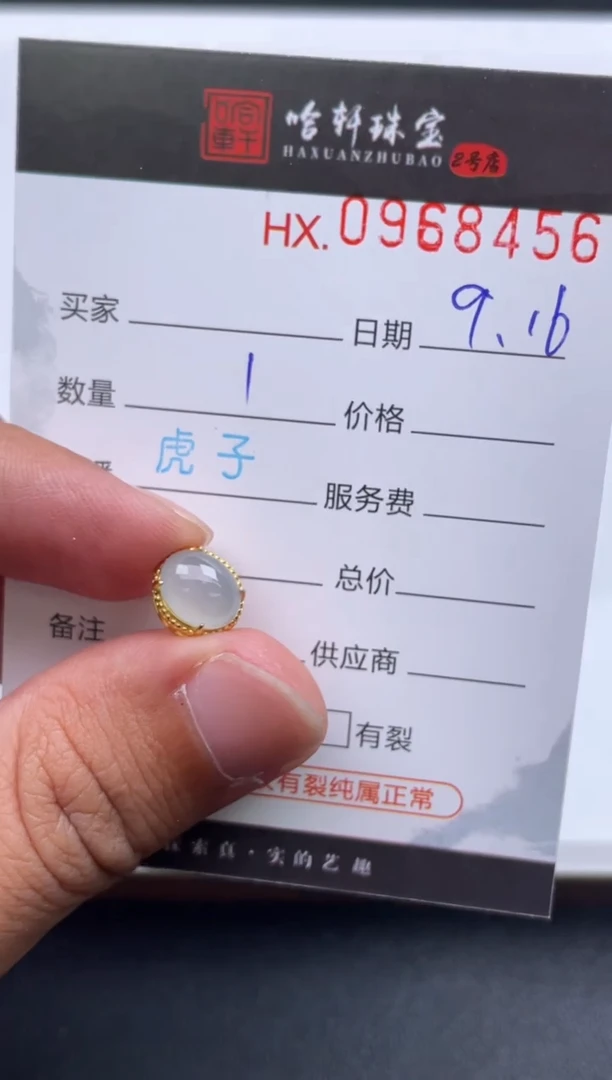 哈轩珠宝
HAXUANZHUBAO 2号店
HX.0968456
买家 日期 9.16
数量 1 价格
虎子 服务费
总价
备注 供应商
有裂
有裂纯属正常
索真·实的艺趣